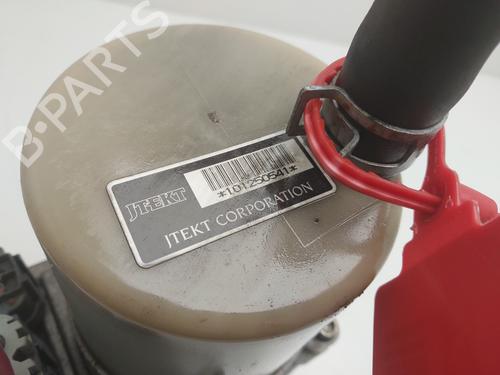 B-PARTS
*101250541*
JTEKT
JTEKT CORPORATION